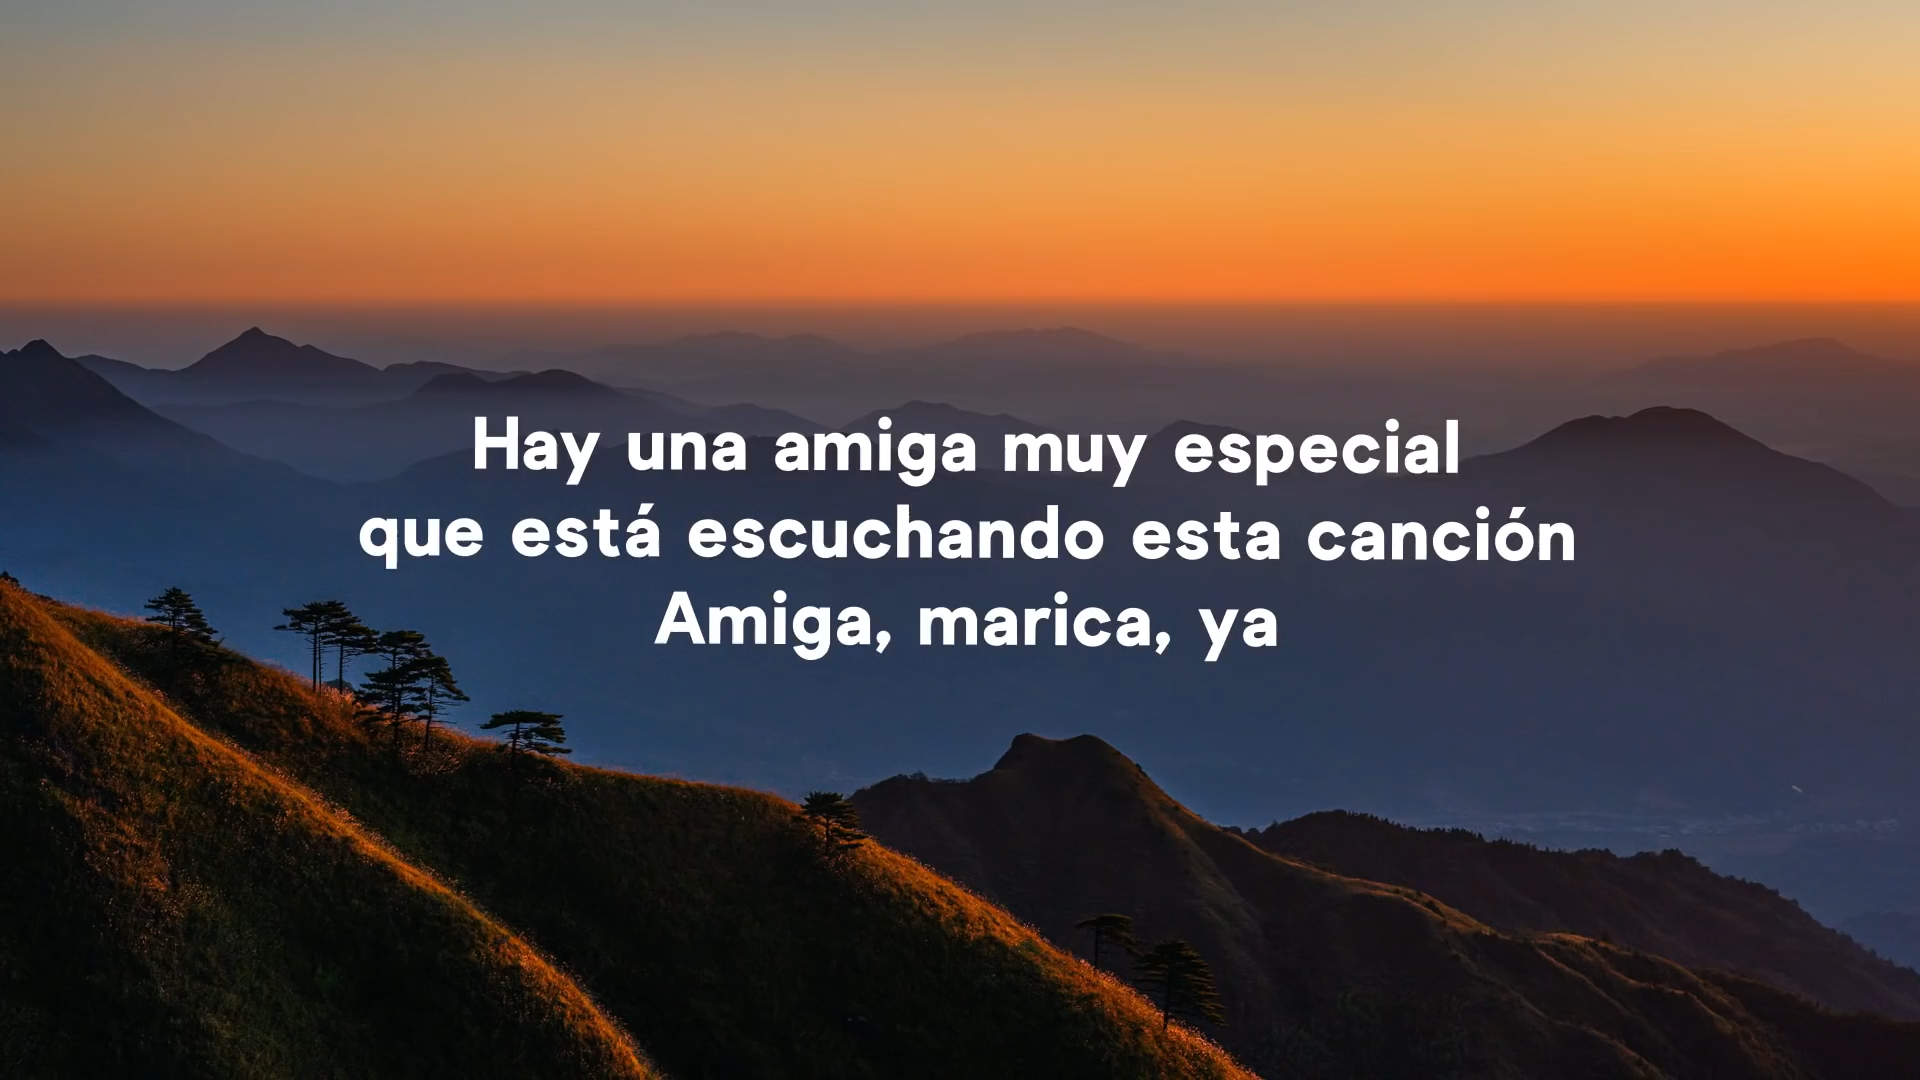 Hay una amiga muy especial
que está escuchando esta canción
Amiga, marica, ya